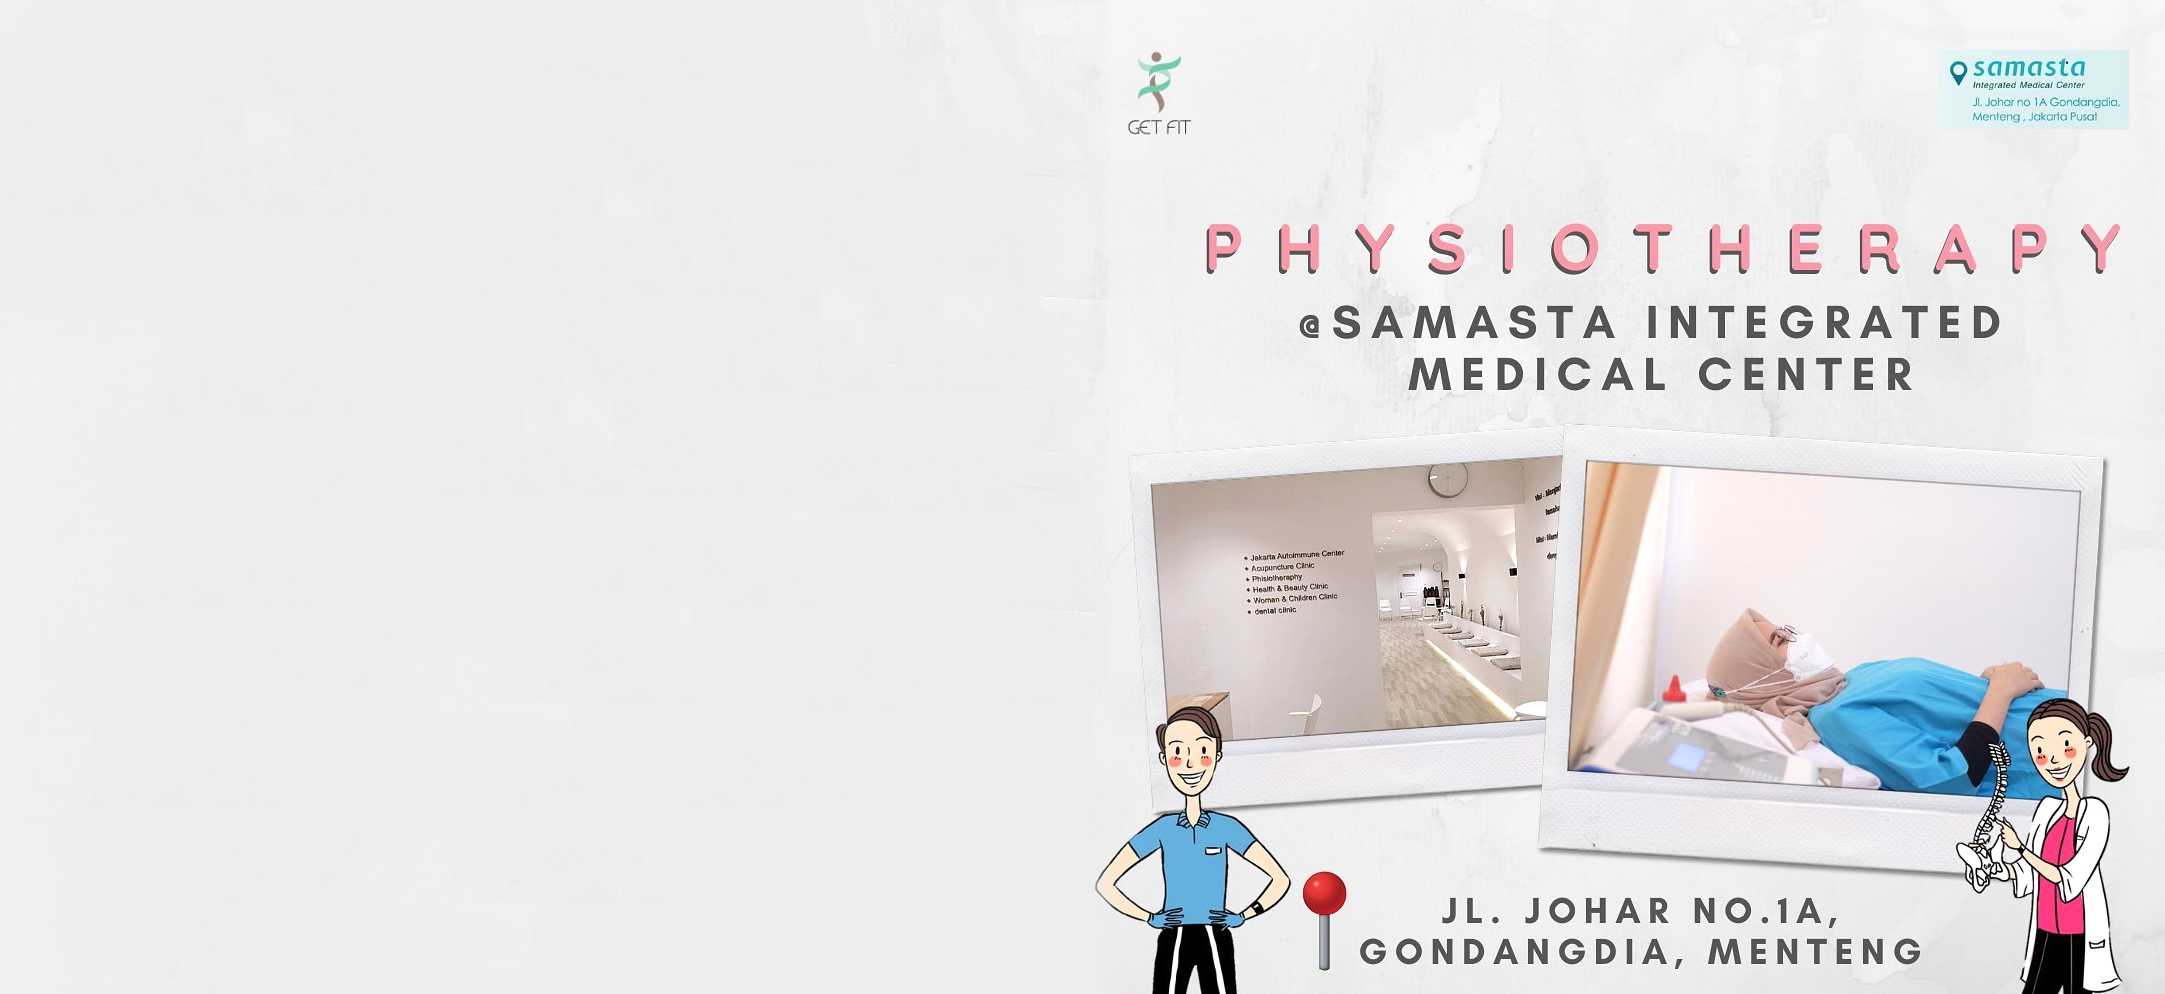 GET FIT
samasta
Integrated Medical Center
Jl. Johar no 1A Gondangdia,
Menteng , Jakarta Pusat
PHYSIOTHERAPY
@SAMASTA INTEGRATED
MEDICAL CENTER
Jakarta Autoimmune Center
Acupuncture Clinic
Phisiotheraphy
Health & Beauty Clinic
Woman & Children Clinic
dental clinic
JL. JOHAR NO.1A,
GONDANGDIA, MENTENG